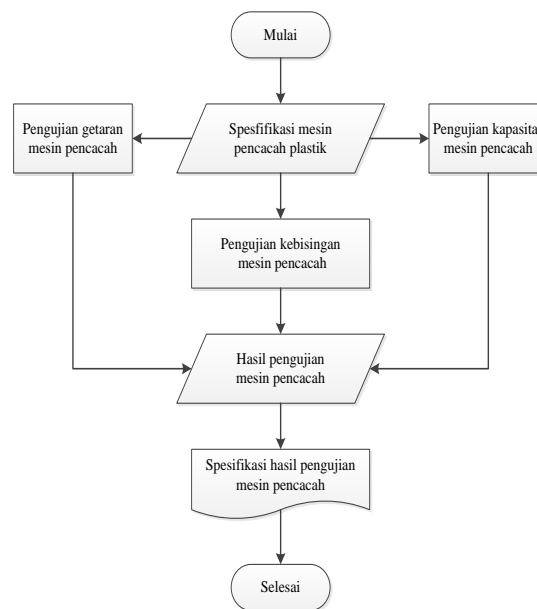 Mulai
Pengujian getaran
mesin pencacah
Spesfifikasi mesin
pencacah plastik
Pengujian kapasita
mesin pencacah
Pengujian kebisingan
mesin pencacah
Hasil pengujian
mesin pencacah
Spesifikasi hasil pengujian
mesin pencacah
Selesai